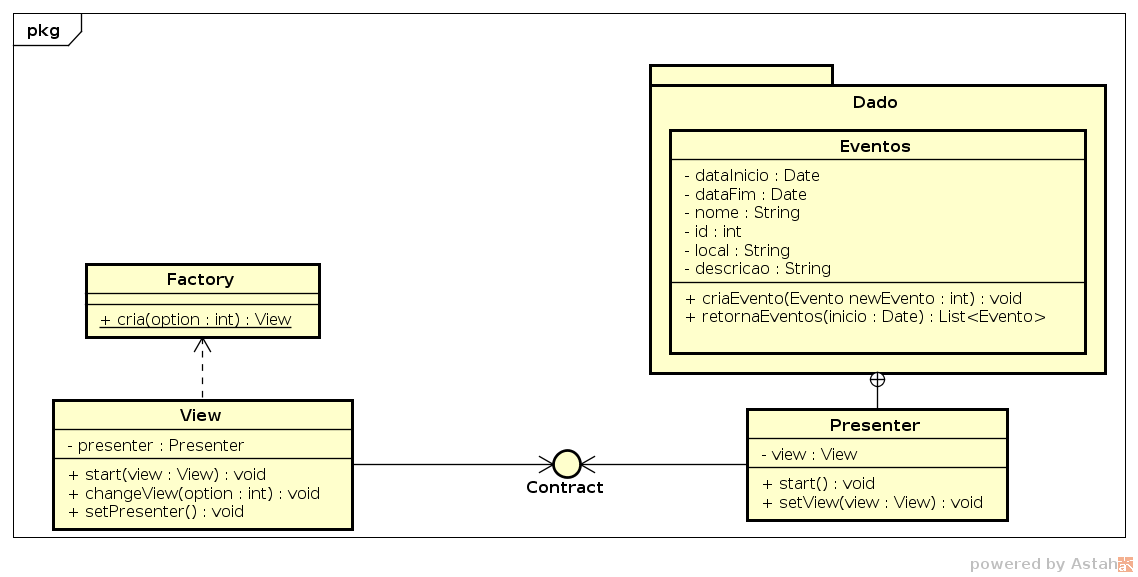 pkg
Dado
Eventos
- dataInicio : Date
- dataFim : Date
- nome : String
- id : int
- local : String
- descricao : String
+ criaEvento(Evento newEvento : int) : void
+ retornaEventos(inicio : Date) : List<Evento>
Factory
+ cria(option : int) : View
View
- presenter : Presenter
+ start(view : View) : void
+ changeView(option : int) : void
+ setPresenter() : void
Contract
Presenter
- view : View
+ start() : void
+ setView(view : View) : void
powered by Astah